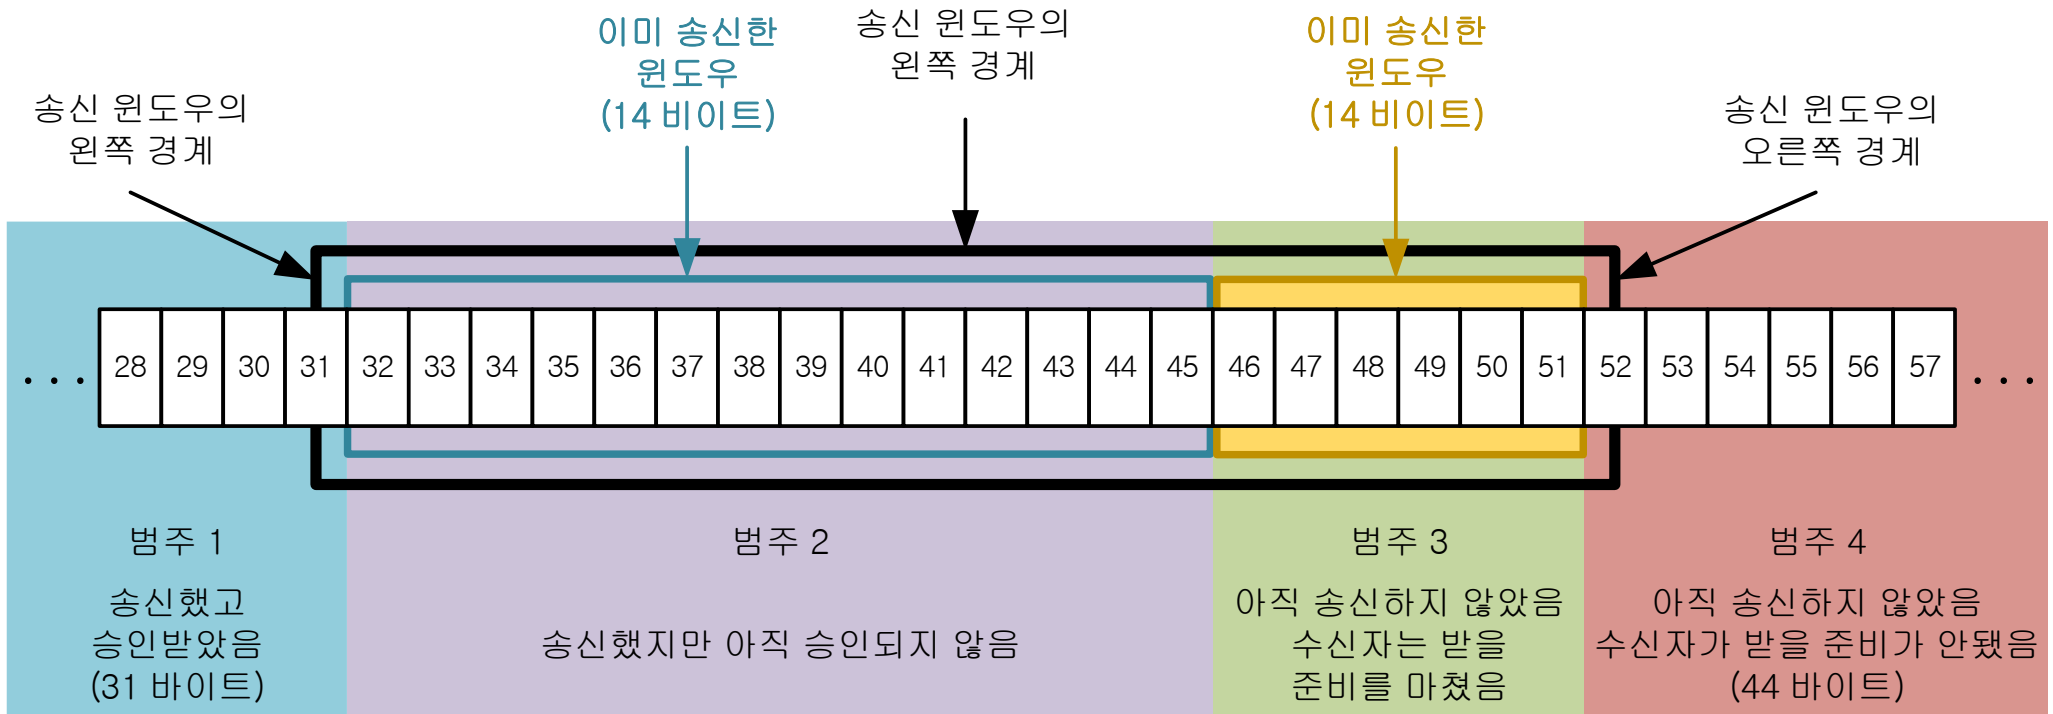 송신 윈도우의
왼쪽 경계
이미 송신한
윈도우
(14 비이트)
송신 윈도우의
왼쪽 경계
이미 송신한
윈도우
(14 비이트)
송신 윈도우의
오른쪽 경계
... 28 29 30 31 32 33 34 35 36 37 38 39 40 41 42 43 44 45 46 47 48 49 50 51 52 53 54 55 56 57 ...
범주 1
송신했고
승인받았음
(31 바이트)
범주 2
송신했지만 아직 승인되지 않음
범주 3
아직 송신하지 않았음
수신자는 받을
준비를 마쳤음
범주 4
아직 송신하지 않았음
수신자가 받을 준비가 안됐음
(44 바이트)